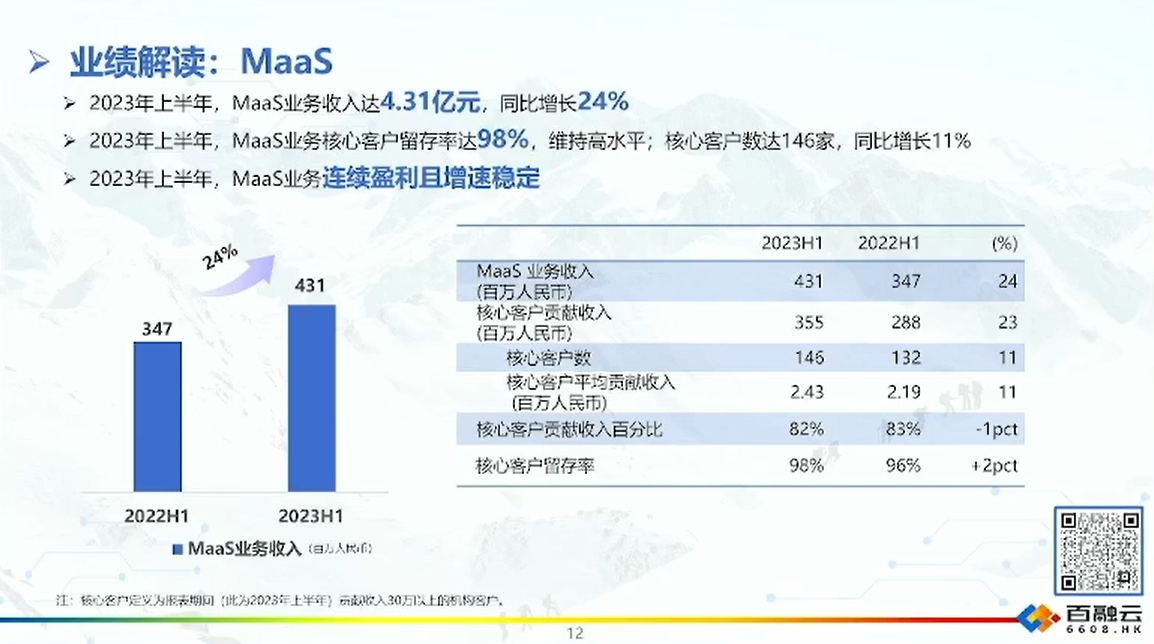 业绩解读：MaaS
2023年上半年，MaaS业务收入达4.31亿元，同比增长24%
2023年上半年，MaaS业务核心客户留存率达98%，维持高水平；核心客户数达146家，同比增长11%
2023年上半年，MaaS业务连续盈利且增速稳定
24%
347
431
2022H1 2023H1
MaaS业务收入（百万人民币）
2023H1 2022H1 (%)
MaaS 业务收入
(百万人民币) 431 347 24
核心客户贡献收入
(百万人民币) 355 288 23
核心客户数 146 132 11
核心客户平均贡献收入
(百万人民币) 2.43 2.19 11
核心客户贡献收入百分比 82% 83% -1pct
核心客户留存率 98% 96% +2pct
注：核心客户定义为报表期间（此为2023年上半年）贡献收入30万以上的机构客户。
百融云
6608.HK
12